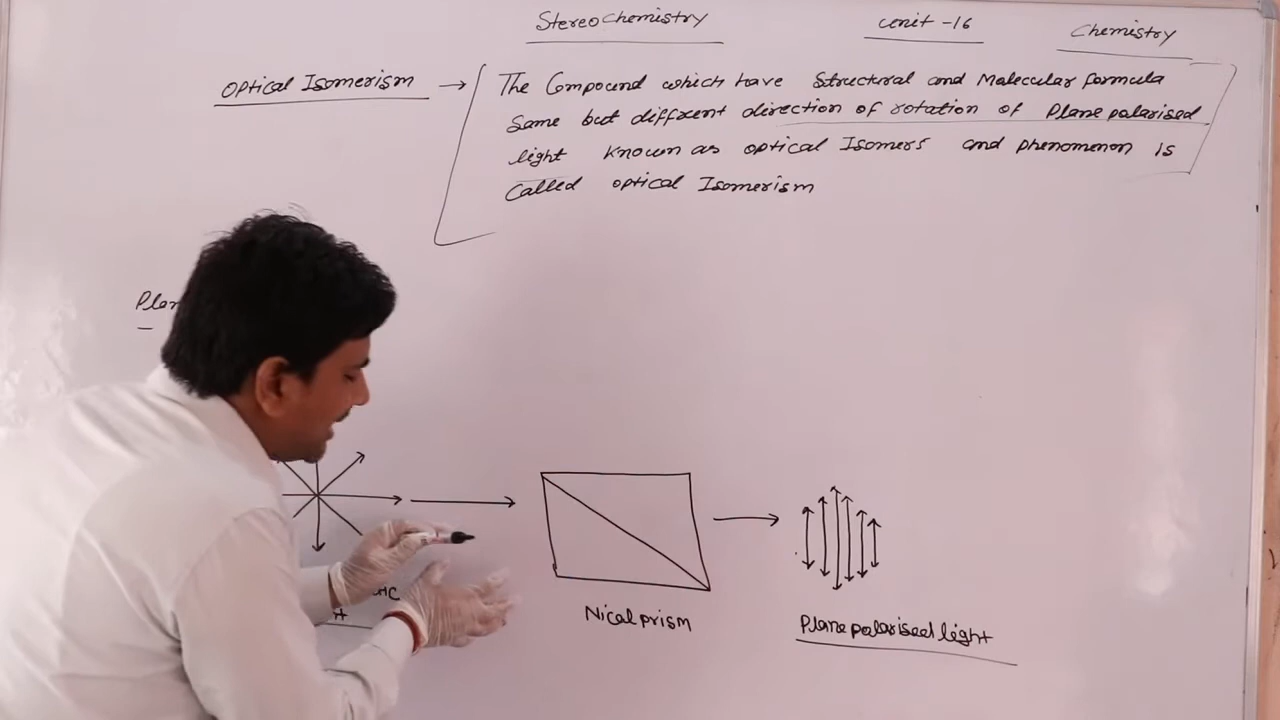 StereoChemistry Unit -16 Chemistry
Optical Isomerism → The Compound which have Structural and Molecular formula
Same but diffrent direction of rotation of Plane polarised
light known as optical Isomers and phenomenon is
Called optical Isomerism
Nical prism
Plane polarised light